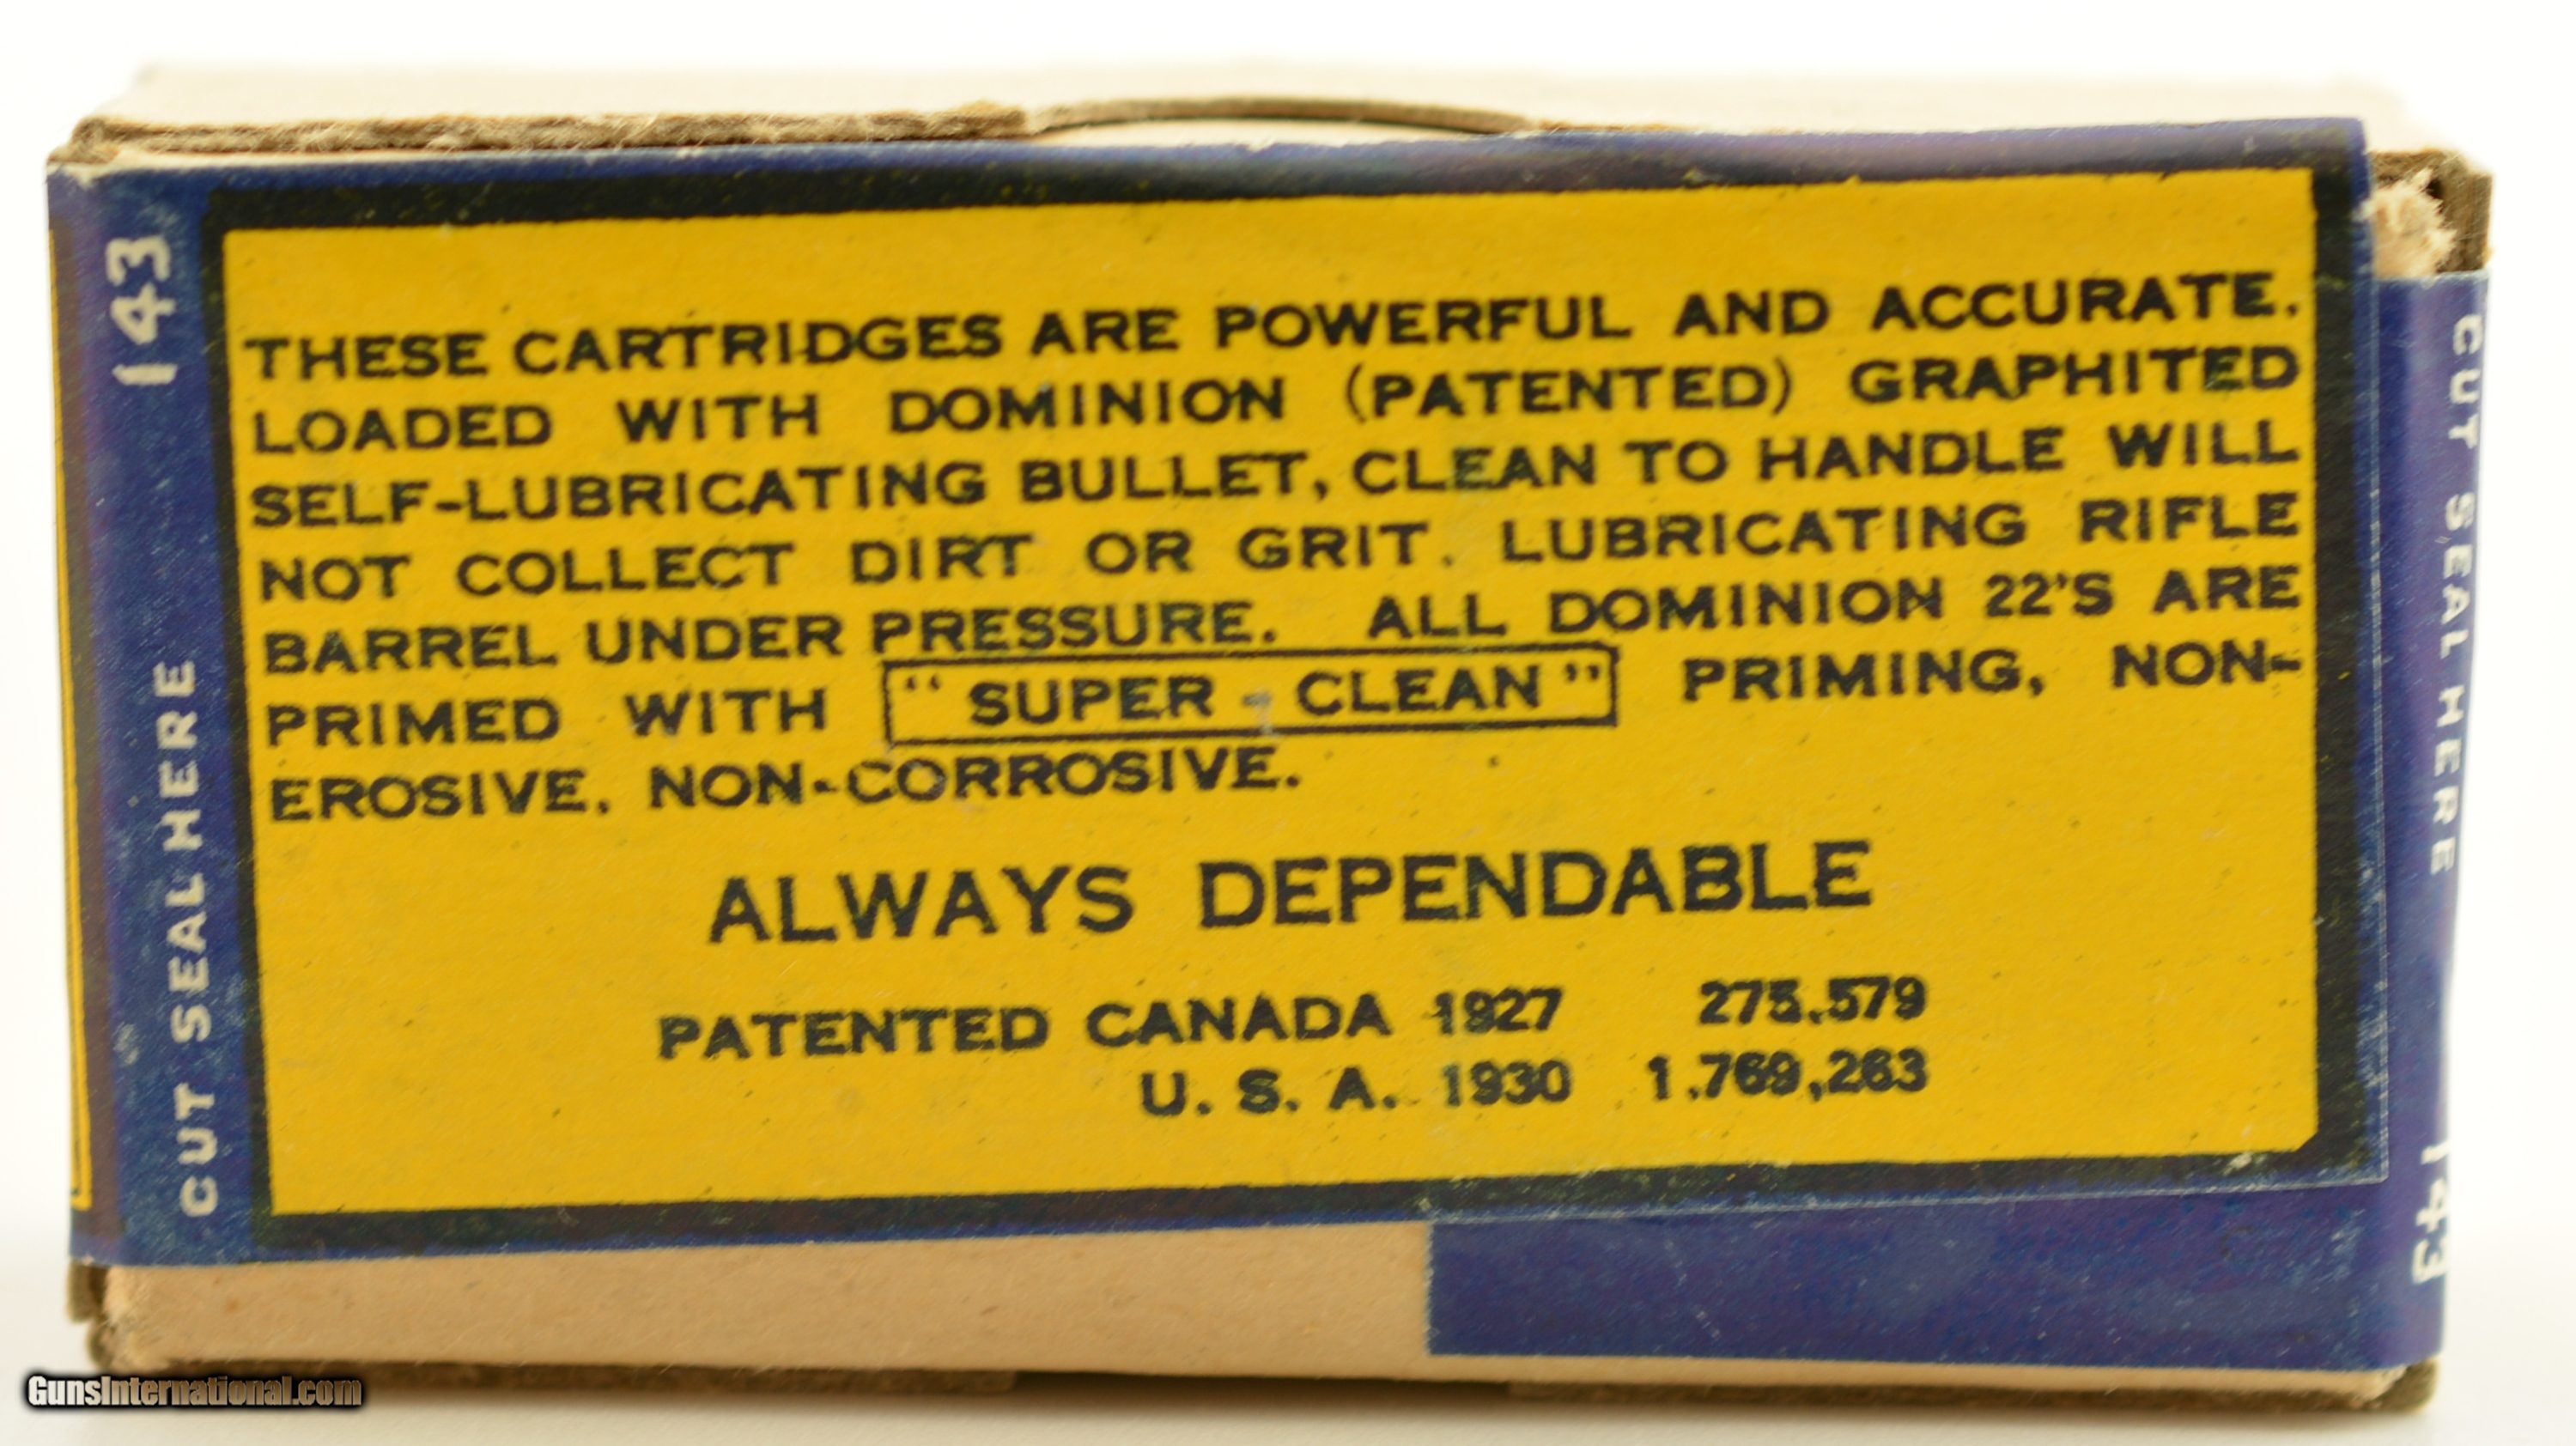 143
CUT SEAL HERE
THESE CARTRIDGES ARE POWERFUL AND ACCURATE.
LOADED WITH DOMINION (PATENTED) GRAPHITED
SELF-LUBRICATING BULLET, CLEAN TO HANDLE WILL
NOT COLLECT DIRT OR GRIT. LUBRICATING RIFLE
BARREL UNDER PRESSURE. ALL DOMINION 22'S ARE
PRIMED WITH "SUPER-CLEAN" PRIMING, NON-
EROSIVE. NON-CORROSIVE.
ALWAYS DEPENDABLE
PATENTED CANADA 1927 275.579
U. S. A. 1930 1.769,263
CUT SEAL HERE
143
GunsInternational.com